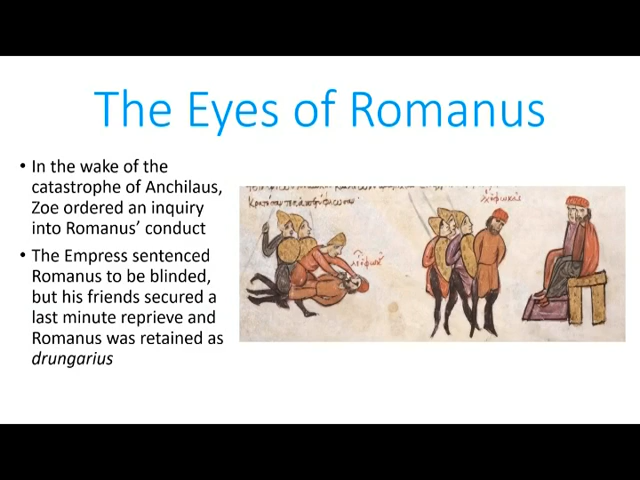 The Eyes of Romanus
• In the wake of the
catastrophe of Anchilaus,
Zoe ordered an inquiry
into Romanus’ conduct
• The Empress sentenced
Romanus to be blinded,
but his friends secured a
last minute reprieve and
Romanus was retained as
drungarius